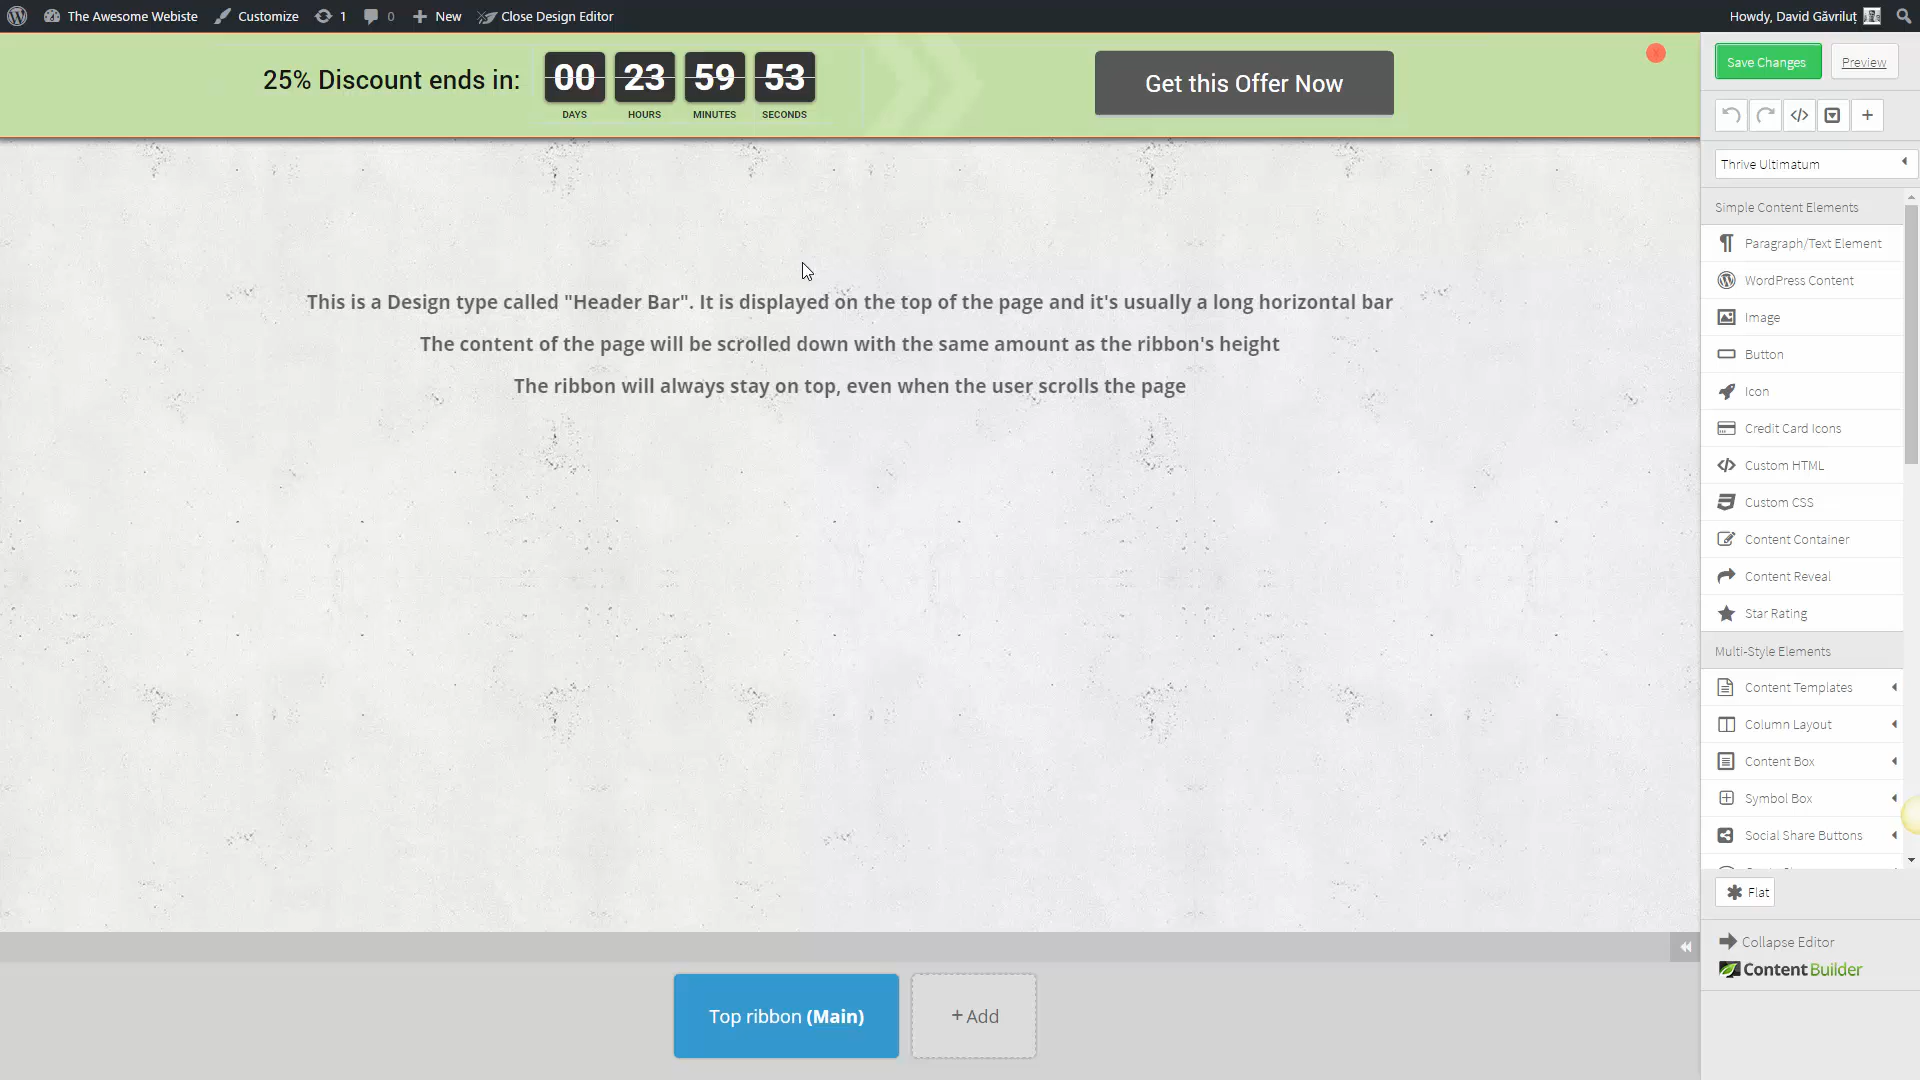 The Awesome Webiste
Customize
1
0
New
Close Design Editor
Howdy, David Găvriluț
25% Discount ends in:
00 23 59 53
DAYS HOURS MINUTES SECONDS
Get this Offer Now
This is a Design type called "Header Bar". It is displayed on the top of the page and it's usually a long horizontal bar
The content of the page will be scrolled down with the same amount as the ribbon's height
The ribbon will always stay on top, even when the user scrolls the page
Top ribbon (Main)
+ Add
Save Changes
Preview
Thrive Ultimatum
Simple Content Elements
Paragraph/Text Element
WordPress Content
Image
Button
Icon
Credit Card Icons
Custom HTML
Custom CSS
Content Container
Content Reveal
Star Rating
Multi-Style Elements
Content Templates
Column Layout
Content Box
Symbol Box
Social Share Buttons
Flat
Collapse Editor
Content Builder